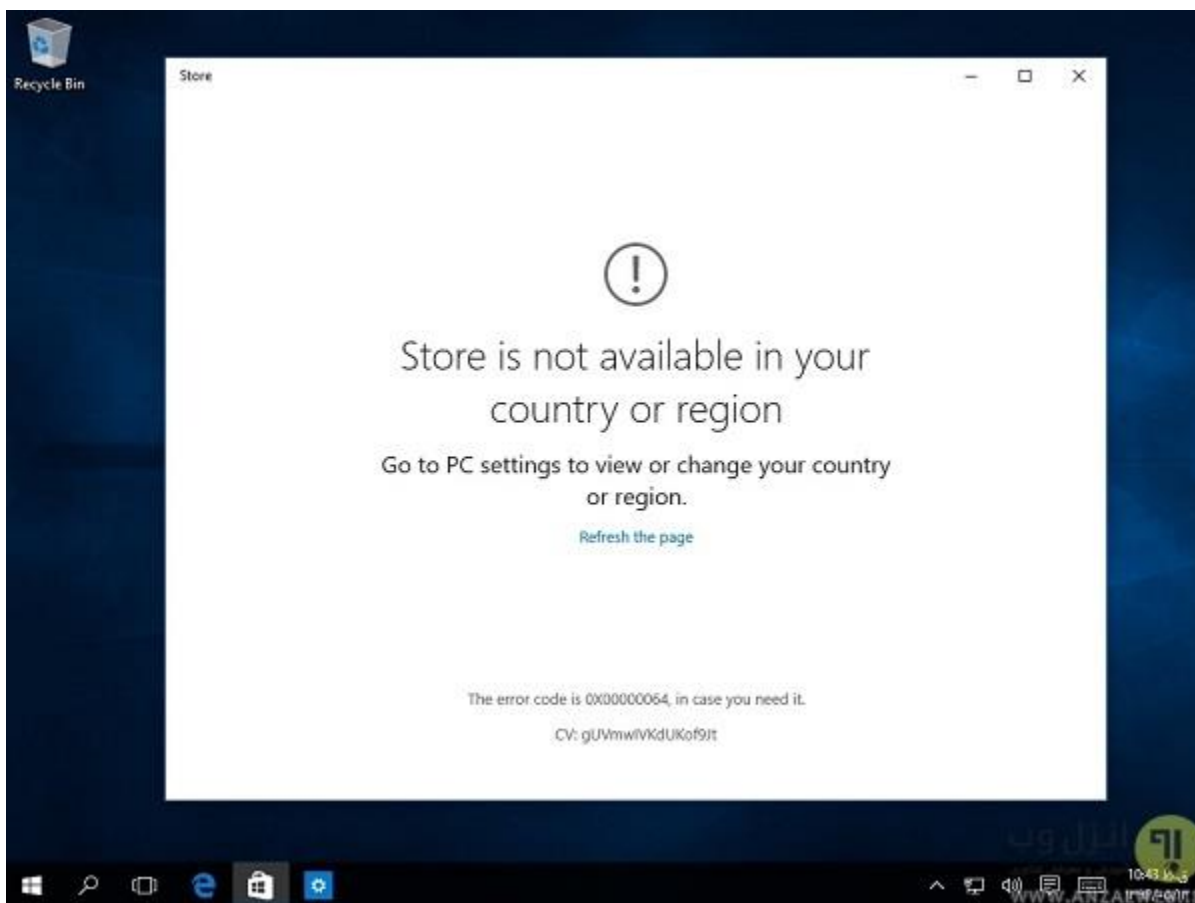 Recycle Bin
Store
Store is not available in your
country or region
Go to PC settings to view or change your country
or region.
Refresh the page
The error code is 0X00000064, in case you need it.
انزل وب
10:43